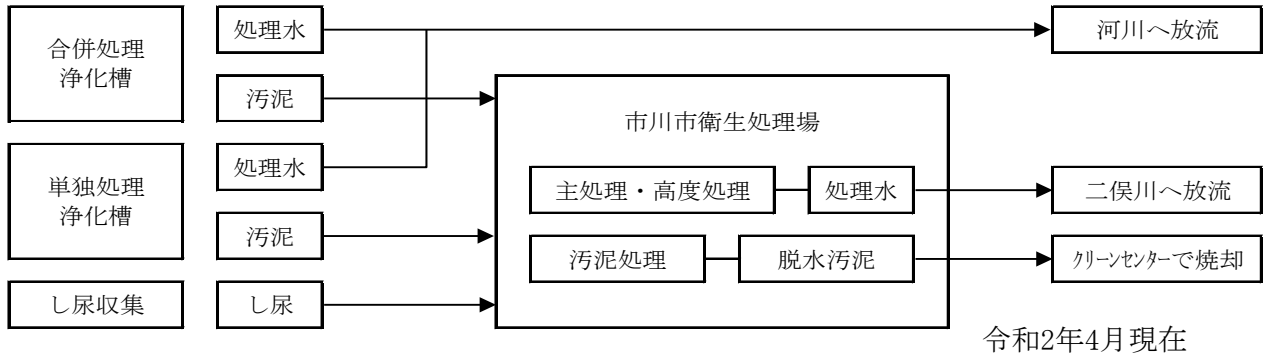 合併処理
浄化槽
処理水
河川へ放流
汚泥
市川市衛生処理場
単独処理
浄化槽
処理水
主処理・高度処理
処理水
二俣川へ放流
汚泥
汚泥処理
脱水汚泥
クリーンセンターで焼却
し尿収集
し尿
令和2年4月現在